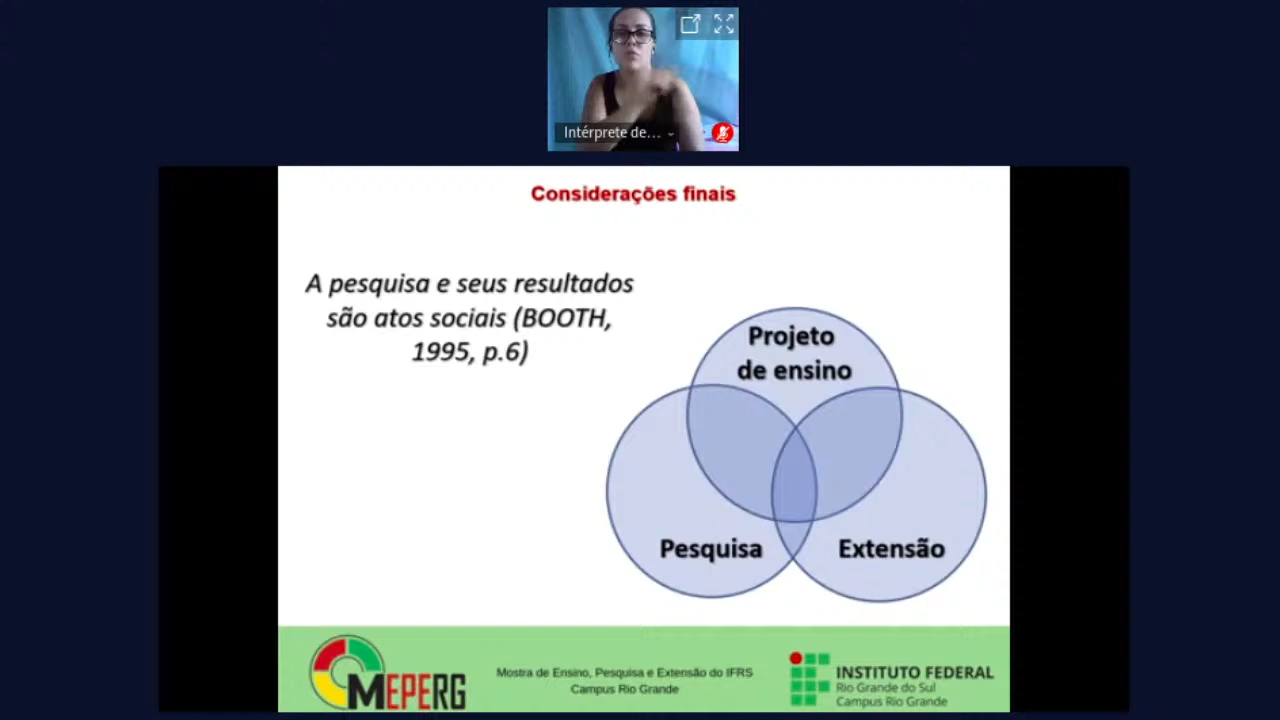 Intérprete de...
Considerações finais
A pesquisa e seus resultados
são atos sociais (BOOTH,
1995, p.6)
Projeto
de ensino
Pesquisa
Extensão
MEPERG
Mostra de Ensino, Pesquisa e Extensão do IFRS
Campus Rio Grande
INSTITUTO FEDERAL
Rio Grande do Sul
Campus Rio Grande